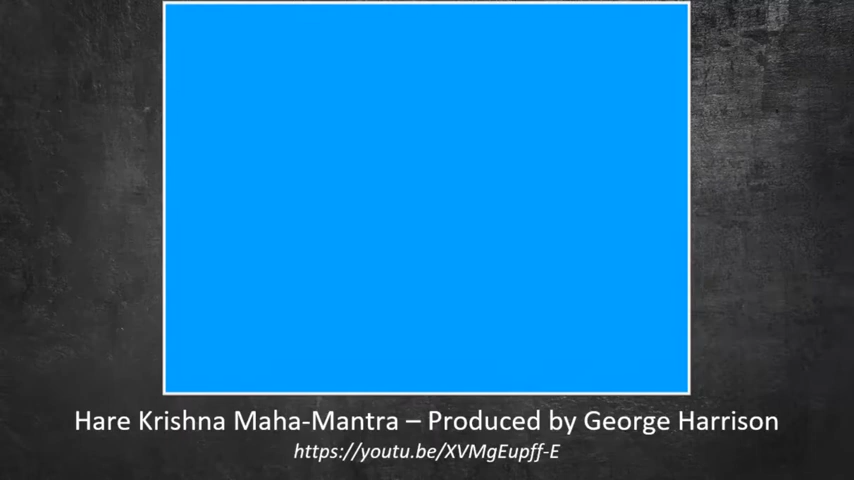 Hare Krishna Maha-Mantra – Produced by George Harrison
https://youtu.be/XVMgEupff-E